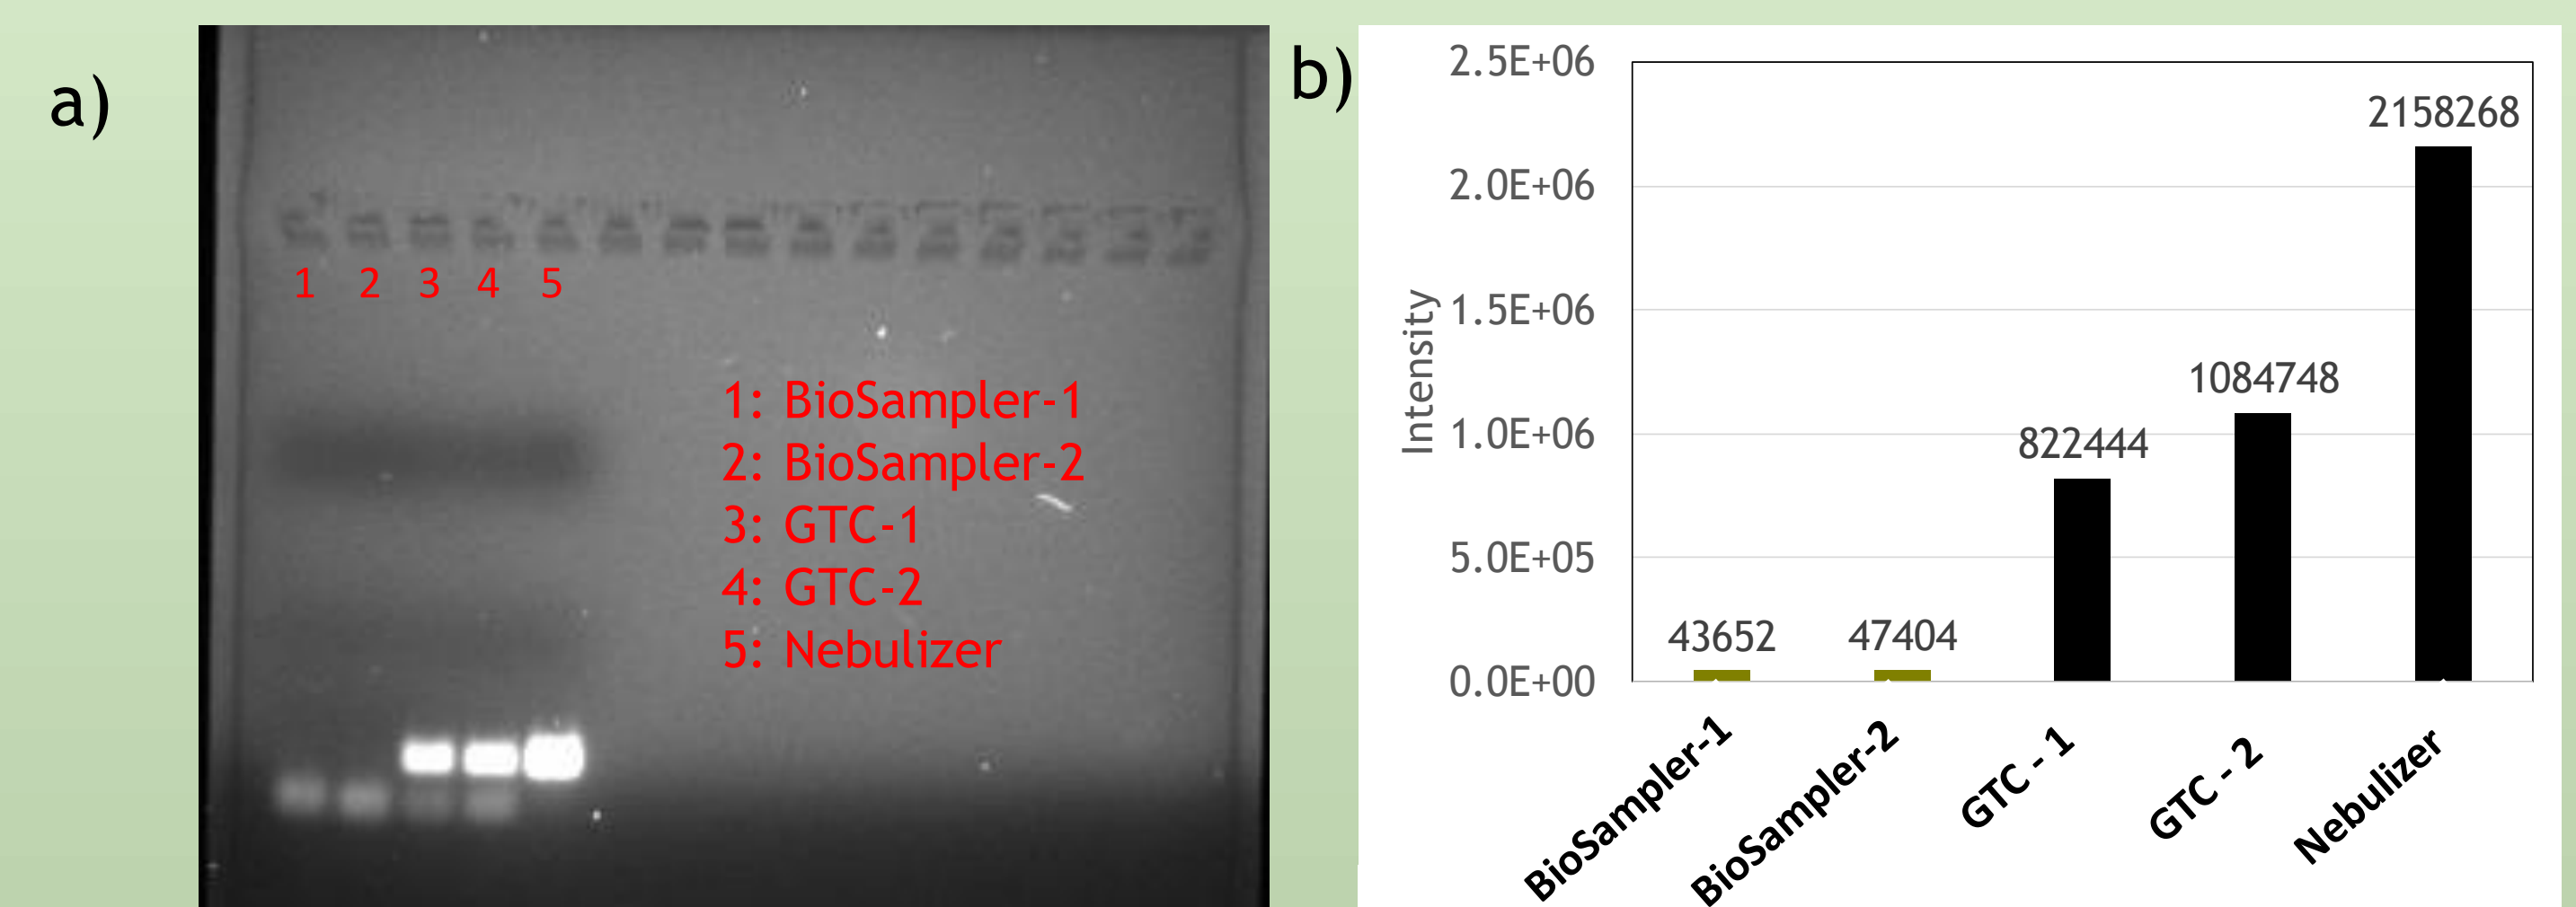 a)
1 2 3 4 5
1: BioSampler-1
2: BioSampler-2
3: GTC-1
4: GTC-2
5: Nebulizer
b)
Intensity
2.5E+06
2.0E+06
1.5E+06
1.0E+06
5.0E+05
0.0E+00
43652
47404
822444
1084748
2158268
BioSampler-1
BioSampler-2
GTC - 1
GTC - 2
Nebulizer